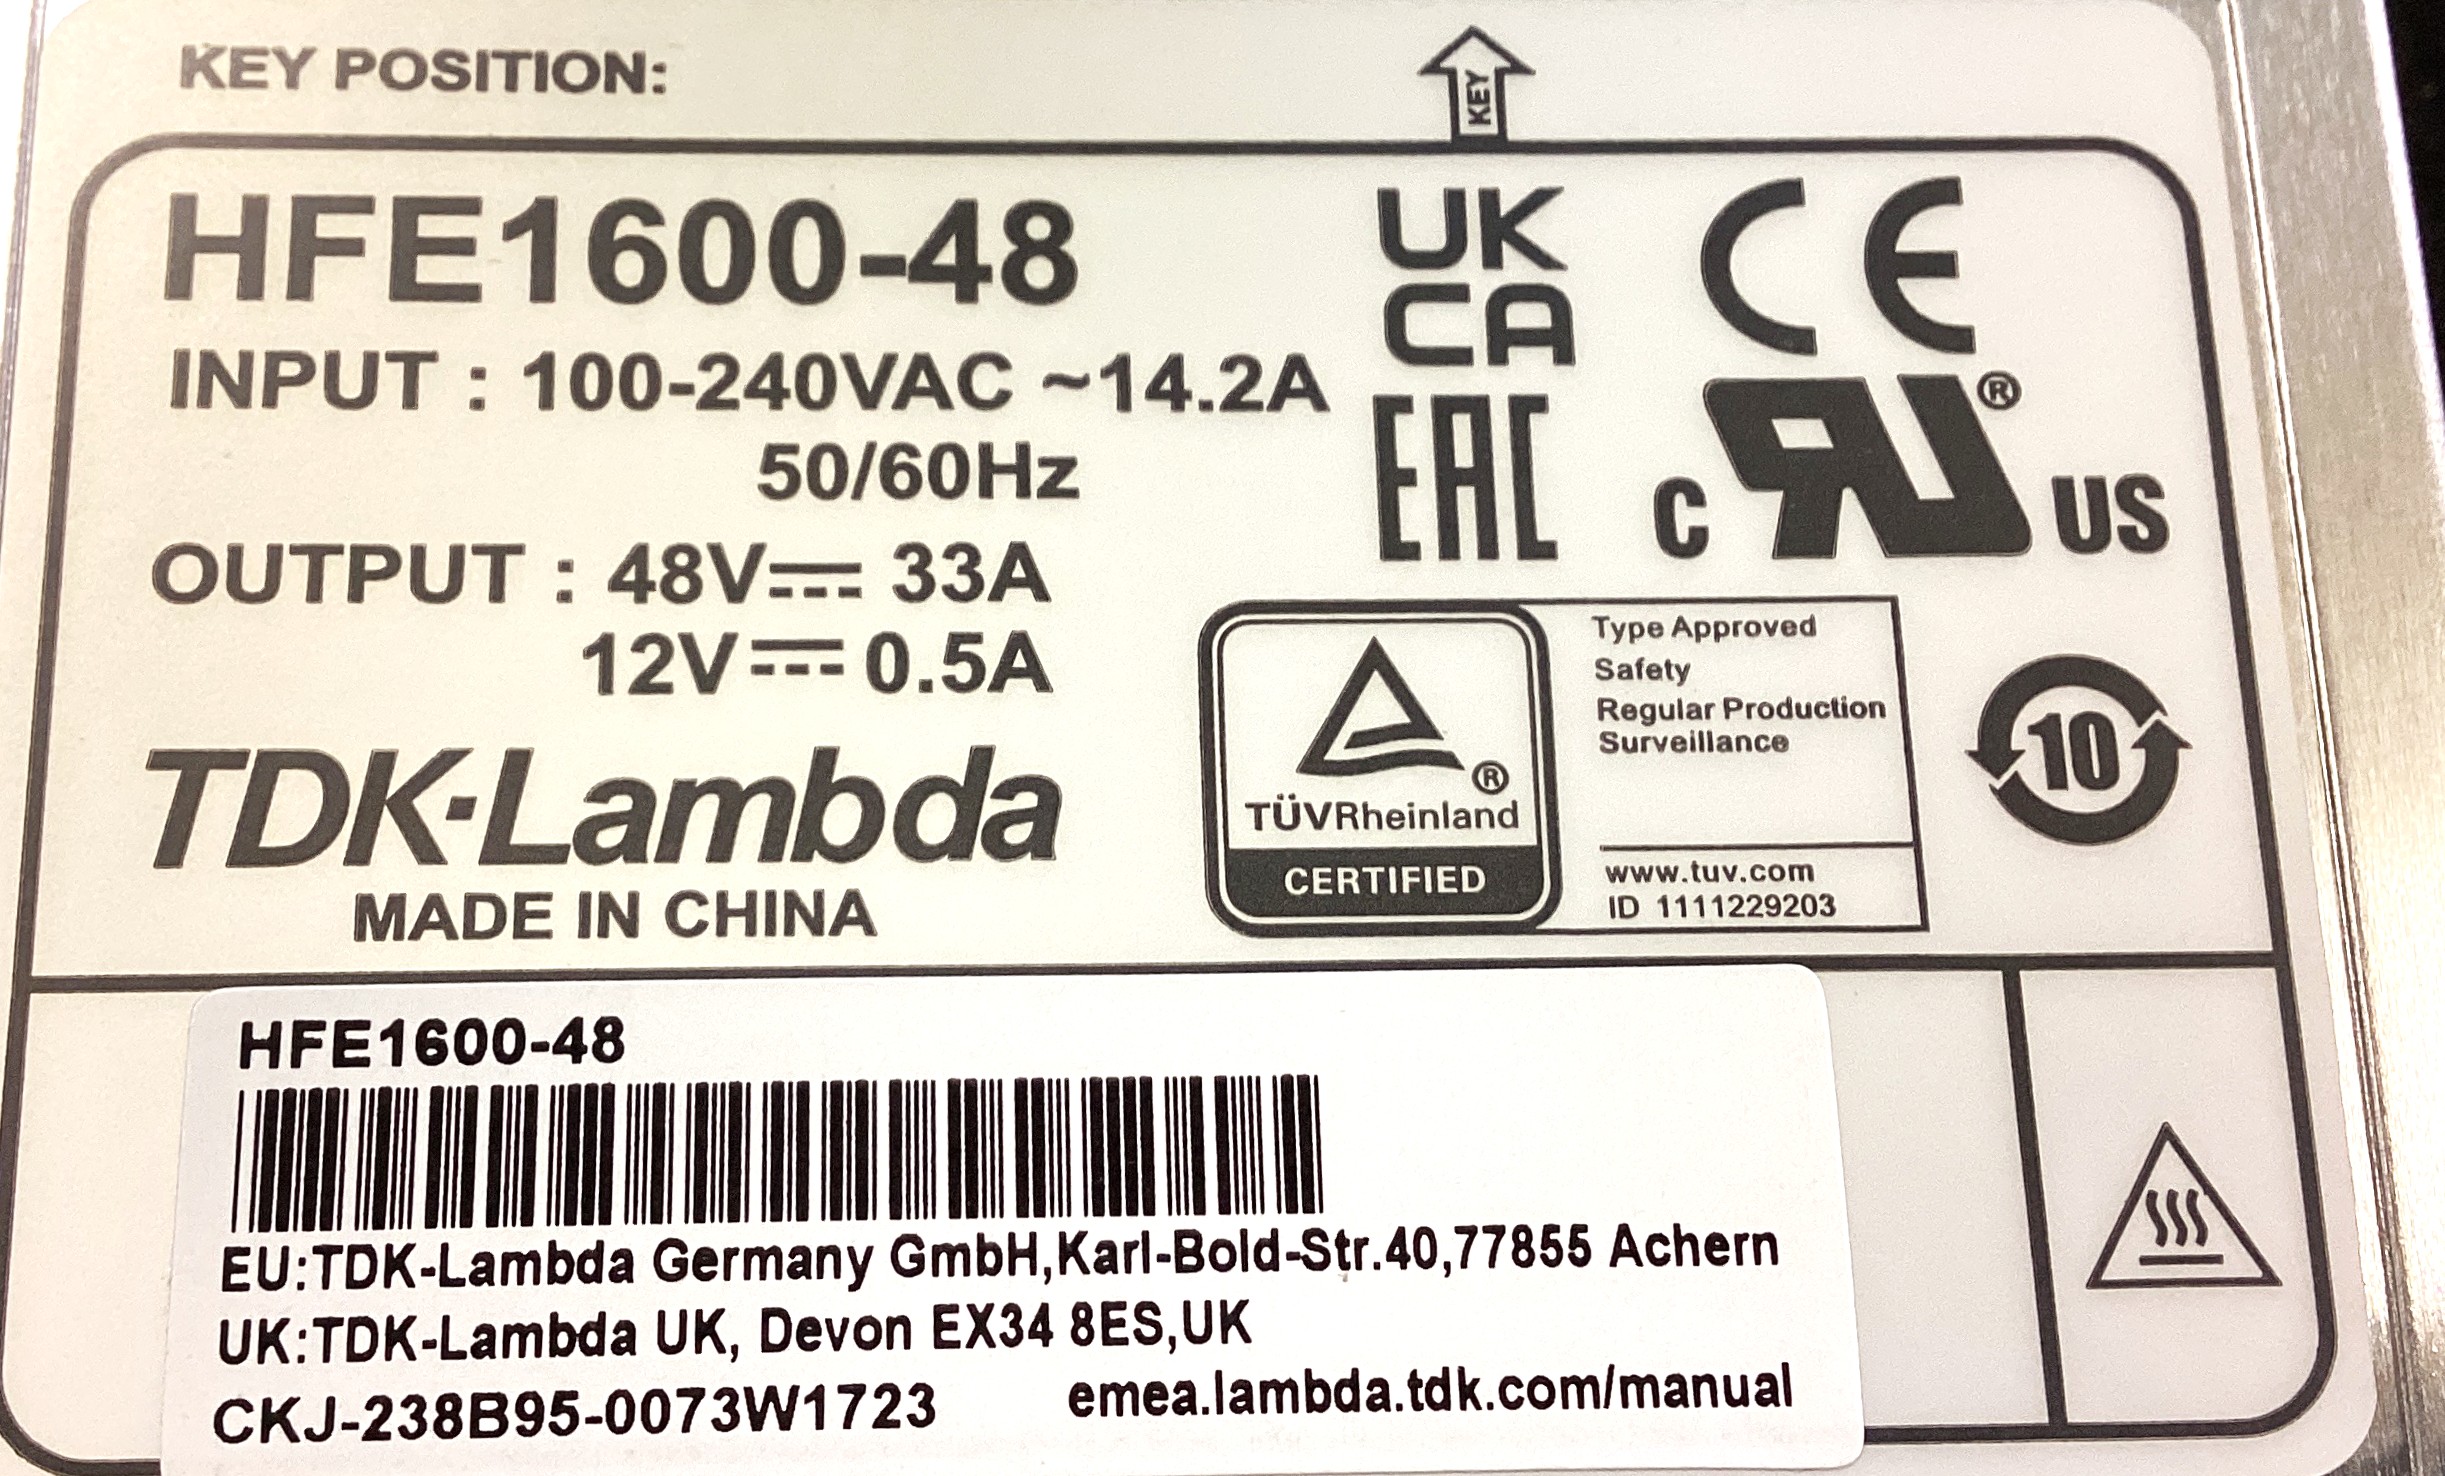 KEY POSITION:
KEY
HFE1600-48
INPUT : 100-240VAC ~14.2A
50/60Hz
OUTPUT : 48V⎓ 33A
12V⎓ 0.5A
TDK·Lambda
MADE IN CHINA
UK
CA
CE
EAC
C RU® US
TÜVRheinland®
CERTIFIED
Type Approved
Safety
Regular Production
Surveillance
www.tuv.com
ID 1111229203
10
HFE1600-48
EU:TDK-Lambda Germany GmbH,Karl-Bold-Str.40,77855 Achern
UK:TDK-Lambda UK, Devon EX34 8ES,UK
CKJ-238B95-0073W1723 emea.lambda.tdk.com/manual